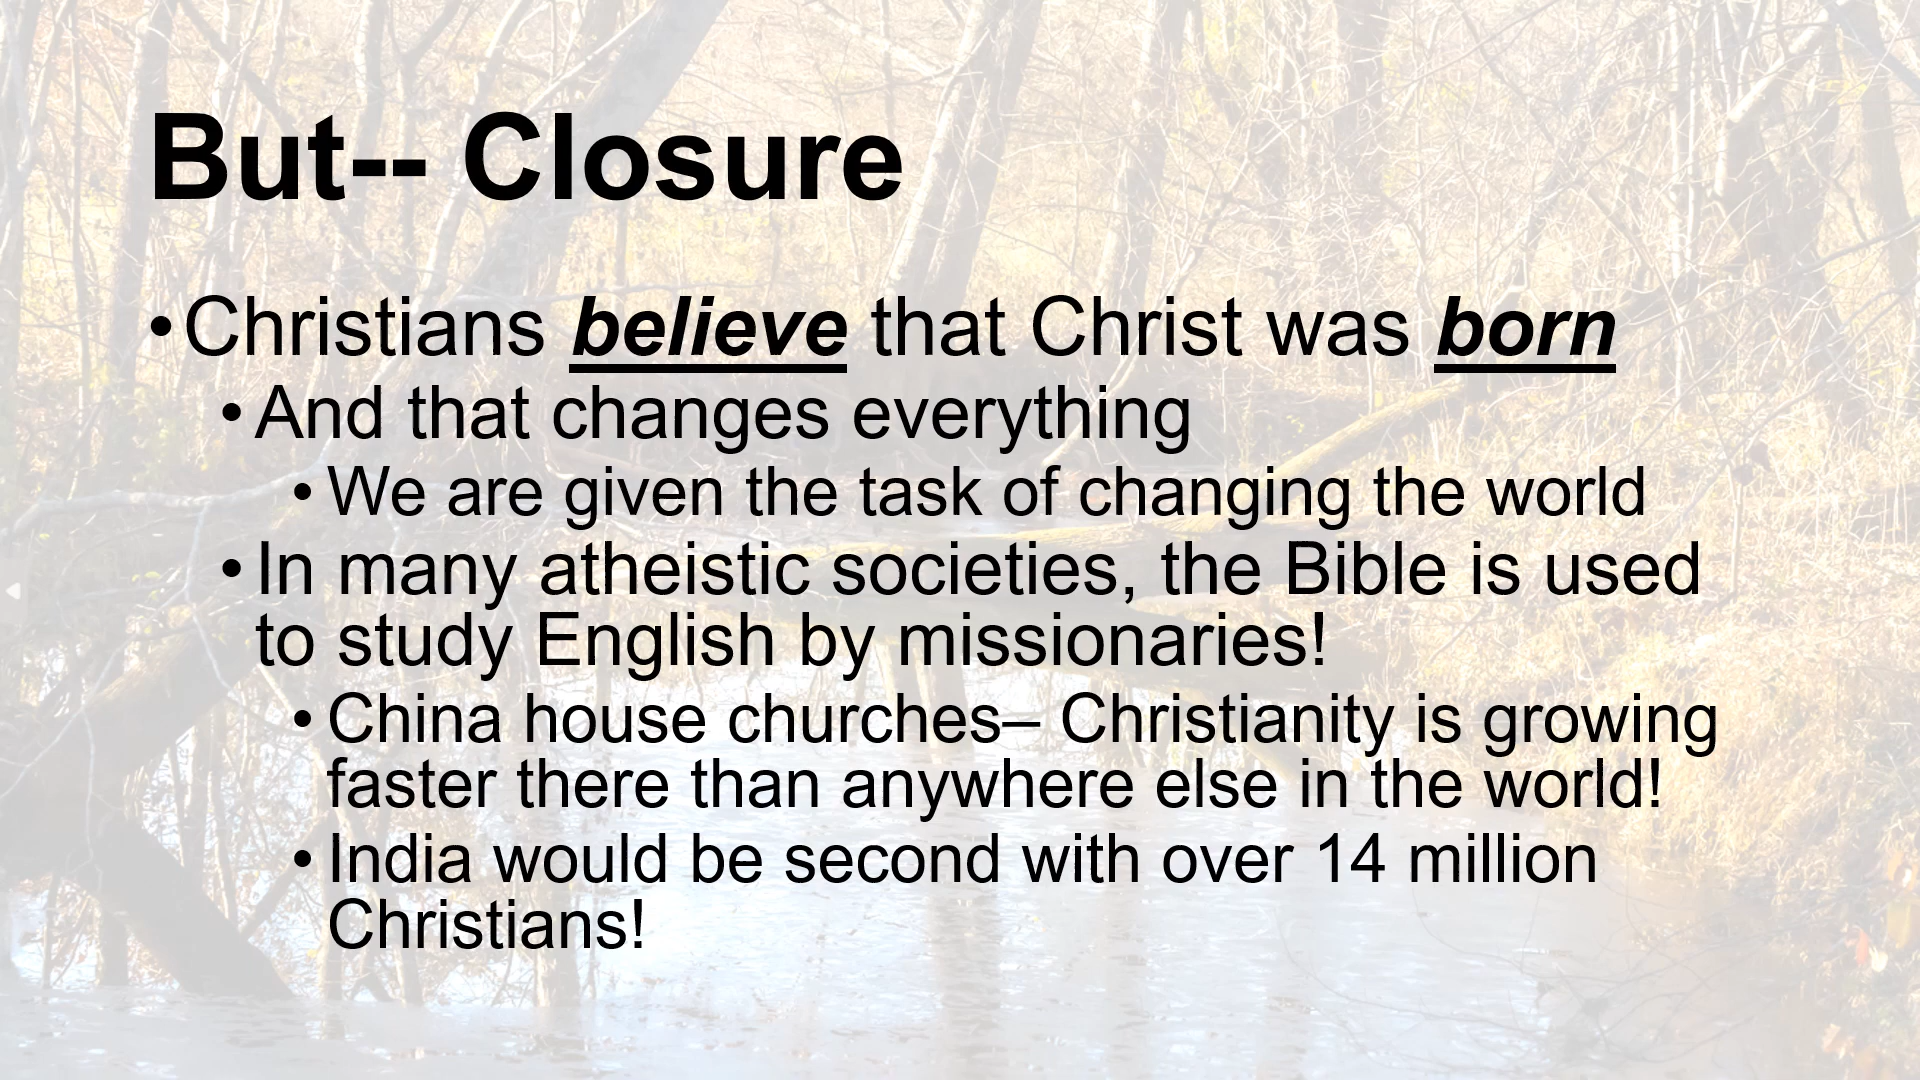 But-- Closure
•Christians believe that Christ was born
•And that changes everything
•We are given the task of changing the world
•In many atheistic societies, the Bible is used
to study English by missionaries!
•China house churches– Christianity is growing
faster there than anywhere else in the world!
•India would be second with over 14 million
Christians!